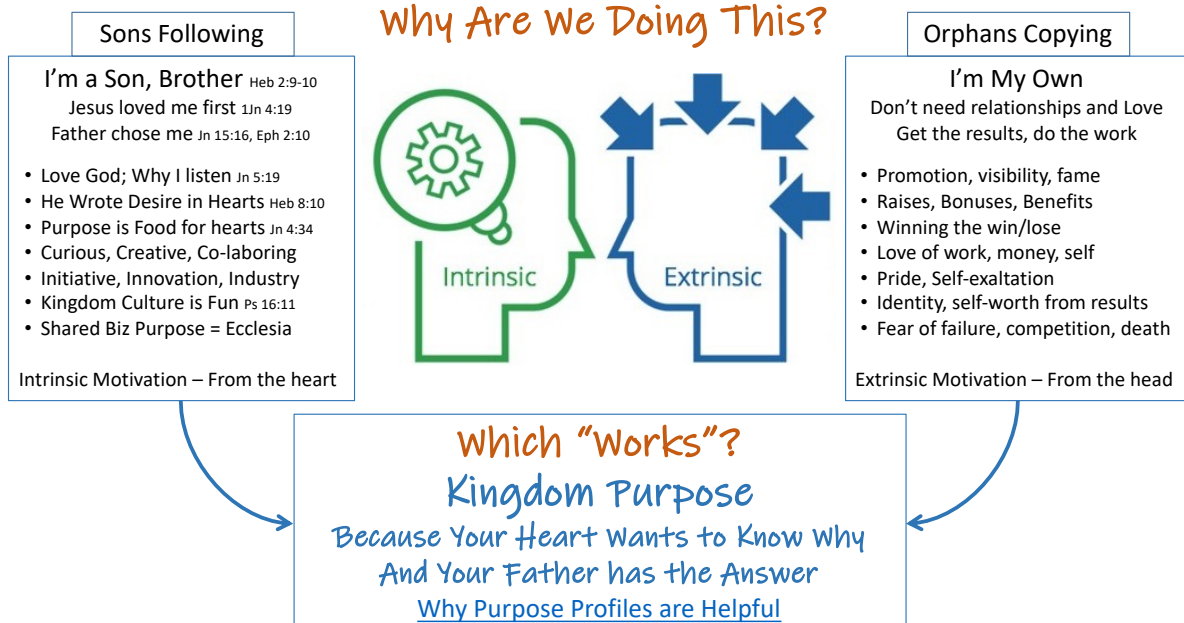 Why Are We Doing This?
Sons Following
I'm a Son, Brother Heb 2:9-10
Jesus loved me first 1Jn 4:19
Father chose me Jn 15:16, Eph 2:10
• Love God; Why I listen Jn 5:19
• He Wrote Desire in Hearts Heb 8:10
• Purpose is Food for hearts Jn 4:34
• Curious, Creative, Co-laboring
• Initiative, Innovation, Industry
• Kingdom Culture is Fun Ps 16:11
• Shared Biz Purpose = Ecclesia
Intrinsic Motivation – From the heart
Intrinsic
Extrinsic
Orphans Copying
I'm My Own
Don't need relationships and Love
Get the results, do the work
• Promotion, visibility, fame
• Raises, Bonuses, Benefits
• Winning the win/lose
• Love of work, money, self
• Pride, Self-exaltation
• Identity, self-worth from results
• Fear of failure, competition, death
Extrinsic Motivation – From the head
Which "Works"?
Kingdom Purpose
Because Your Heart Wants to Know Why
And Your Father has the Answer
Why Purpose Profiles are Helpful